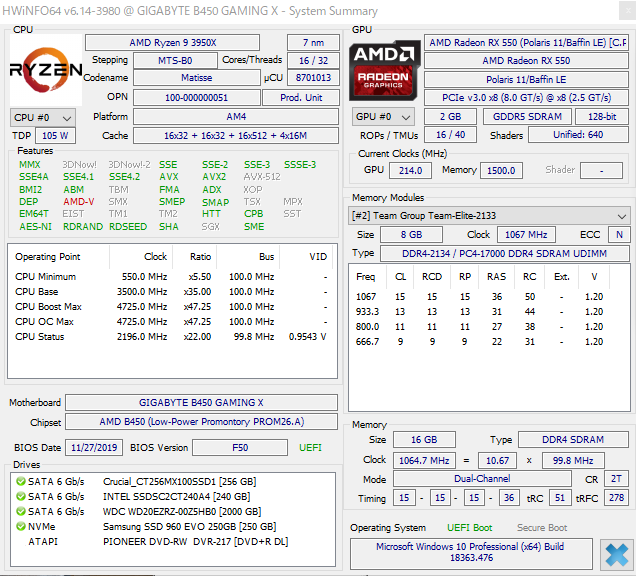 HWiNFO64 v6.14-3980 @ GIGABYTE B450 GAMING X - System Summary
CPU
RYZEN
AMD Ryzen 9 3950X 7 nm
Stepping MTS-B0 Cores/Threads 16 / 32
Codename Matisse µCU 8701013
OPN 100-000000051 Prod. Unit
CPU #0 Platform AM4
TDP 105 W Cache 16x32 + 16x32 + 16x512 + 4x16M
Features
MMX 3DNow! 3DNow!-2 SSE SSE-2 SSE-3 SSSE-3
SSE4A SSE4.1 SSE4.2 AVX AVX2 AVX-512
BMI2 ABM TBM FMA ADX XOP
DEP AMD-V SMX SMEP SMAP TSX MPX
EM64T EIST TM1 TM2 HTT CPB SST
AES-NI RDRAND RDSEED SHA SGX SME
Operating Point Clock Ratio Bus VID
CPU Minimum 550.0 MHz x5.50 100.0 MHz -
CPU Base 3500.0 MHz x35.00 100.0 MHz -
CPU Boost Max 4725.0 MHz x47.25 100.0 MHz -
CPU OC Max 4725.0 MHz x47.25 100.0 MHz -
CPU Status 2196.0 MHz x22.00 99.8 MHz 0.9543 V
Motherboard GIGABYTE B450 GAMING X
Chipset AMD B450 (Low-Power Promontory PROM26.A)
BIOS Date 11/27/2019 BIOS Version F50 UEFI
Drives
SATA 6 Gb/s Crucial_CT256MX100SSD1 [256 GB]
SATA 6 Gb/s INTEL SSDSC2CT240A4 [240 GB]
SATA 6 Gb/s WDC WD20EZRZ-00Z5HB0 [2000 GB]
NVMe Samsung SSD 960 EVO 250GB [250 GB]
ATAPI PIONEER DVD-RW DVR-217 [DVD+R DL]
GPU
AMD
RADEON
GRAPHICS
AMD Radeon RX 550 (Polaris 11/Baffin LE) [C.F
AMD Radeon RX 550
Polaris 11/Baffin LE
PCIe v3.0 x8 (8.0 GT/s) @ x8 (2.5 GT/s)
GPU #0 2 GB GDDR5 SDRAM 128-bit
ROPs / TMUs 16 / 40 Shaders Unified: 640
Current Clocks (MHz)
GPU 214.0 Memory 1500.0 Shader -
Memory Modules
[#2] Team Group Team-Elite-2133
Size 8 GB Clock 1067 MHz ECC N
Type DDR4-2134 / PC4-17000 DDR4 SDRAM UDIMM
Freq CL RCD RP RAS RC Ext. V
1067 15 15 15 36 50 - 1.20
933.3 13 13 13 31 44 - 1.20
800.0 11 11 11 27 38 - 1.20
666.7 9 9 9 22 31 - 1.20
Memory
Size 16 GB Type DDR4 SDRAM
Clock 1064.7 MHz = 10.67 x 99.8 MHz
Mode Dual-Channel CR 2T
Timing 15 - 15 - 15 - 36 tRC 51 tRFC 278
Operating System UEFI Boot Secure Boot
Microsoft Windows 10 Professional (x64) Build
18363.476